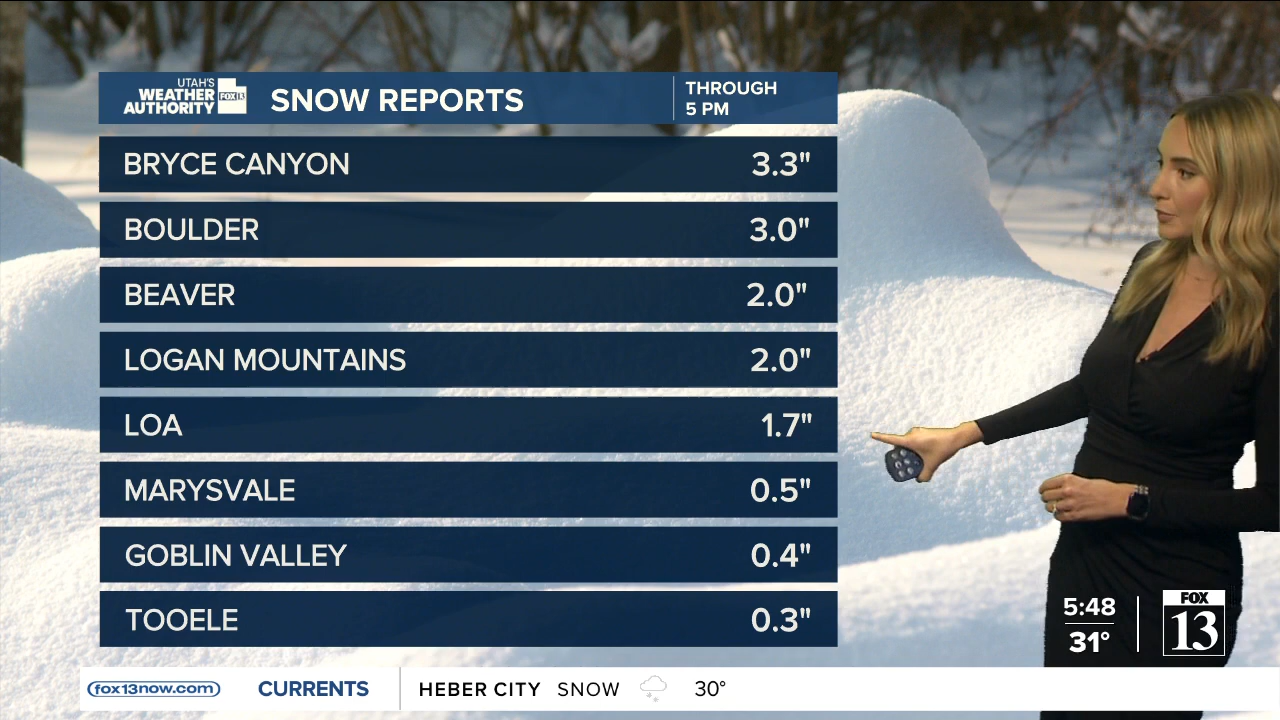 UTAH'S
WEATHER
AUTHORITY
FOX 13
SNOW REPORTS
THROUGH
5 PM
BRYCE CANYON 3.3"
BOULDER 3.0"
BEAVER 2.0"
LOGAN MOUNTAINS 2.0"
LOA 1.7"
MARYSVALE 0.5"
GOBLIN VALLEY 0.4"
TOOELE 0.3"
5:48
31°
FOX
13
fox13now.com CURRENTS HEBER CITY SNOW 30°